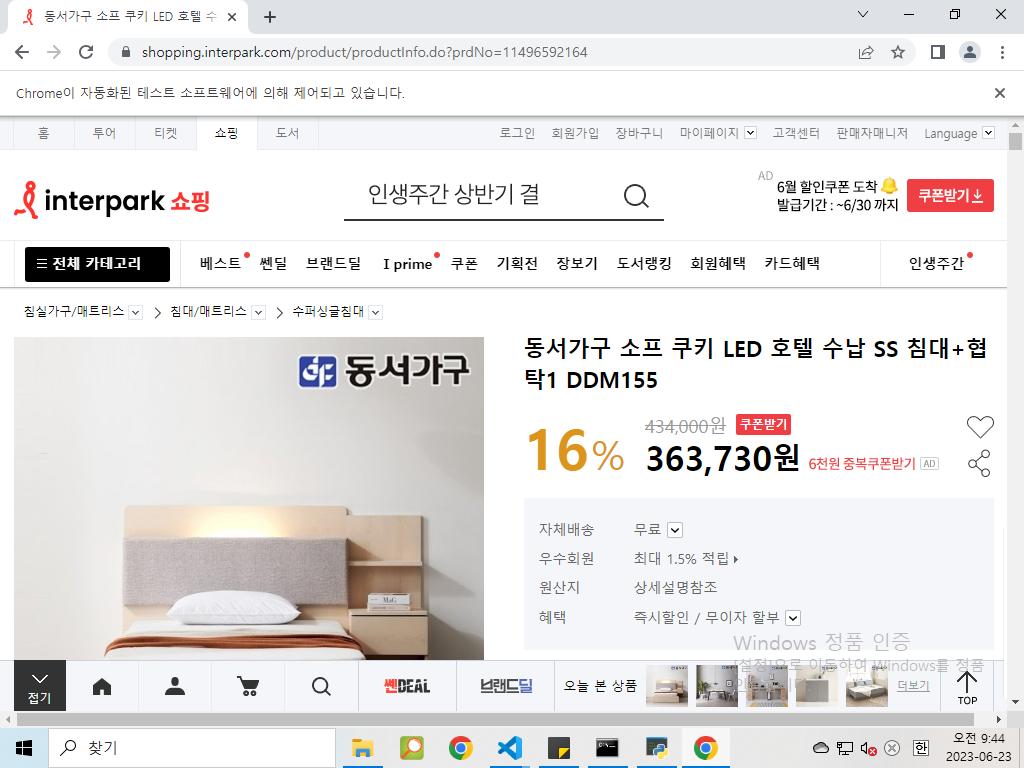 동서가구 소프 쿠키 LED 호텔 수
shopping.interpark.com/product/productInfo.do?prdNo=11496592164
Chrome이 자동화된 테스트 소프트웨어에 의해 제어되고 있습니다.
홈 투어 티켓 쇼핑 도서 로그인 회원가입 장바구니 마이페이지 고객센터 판매자매니저 Language
interpark 쇼핑
인생주간 상반기 결
AD
6월 할인쿠폰 도착
발급기간 : ~6/30 까지
쿠폰받기
전체 카테고리 베스트 쎈딜 브랜드딜 I prime 쿠폰 기획전 장보기 도서랭킹 회원혜택 카드혜택 인생주간
침실가구/매트리스 침대/매트리스 수퍼싱글침대
동서가구
동서가구 소프 쿠키 LED 호텔 수납 SS 침대+협
탁1 DDM155
16%
434,000원 쿠폰받기
363,730원 6천원 중복쿠폰받기 AD
자체배송 무료
우수회원 최대 1.5% 적립
원산지 상세설명참조
혜택 즉시할인 / 무이자 할부
Windows 정품 인증
[설정]으로 이동하여 Windows를 정품
접기
쎈DEAL
브랜드딜
오늘 본 상품
더보기
TOP
찾기
한
오전 9:44
2023-06-23